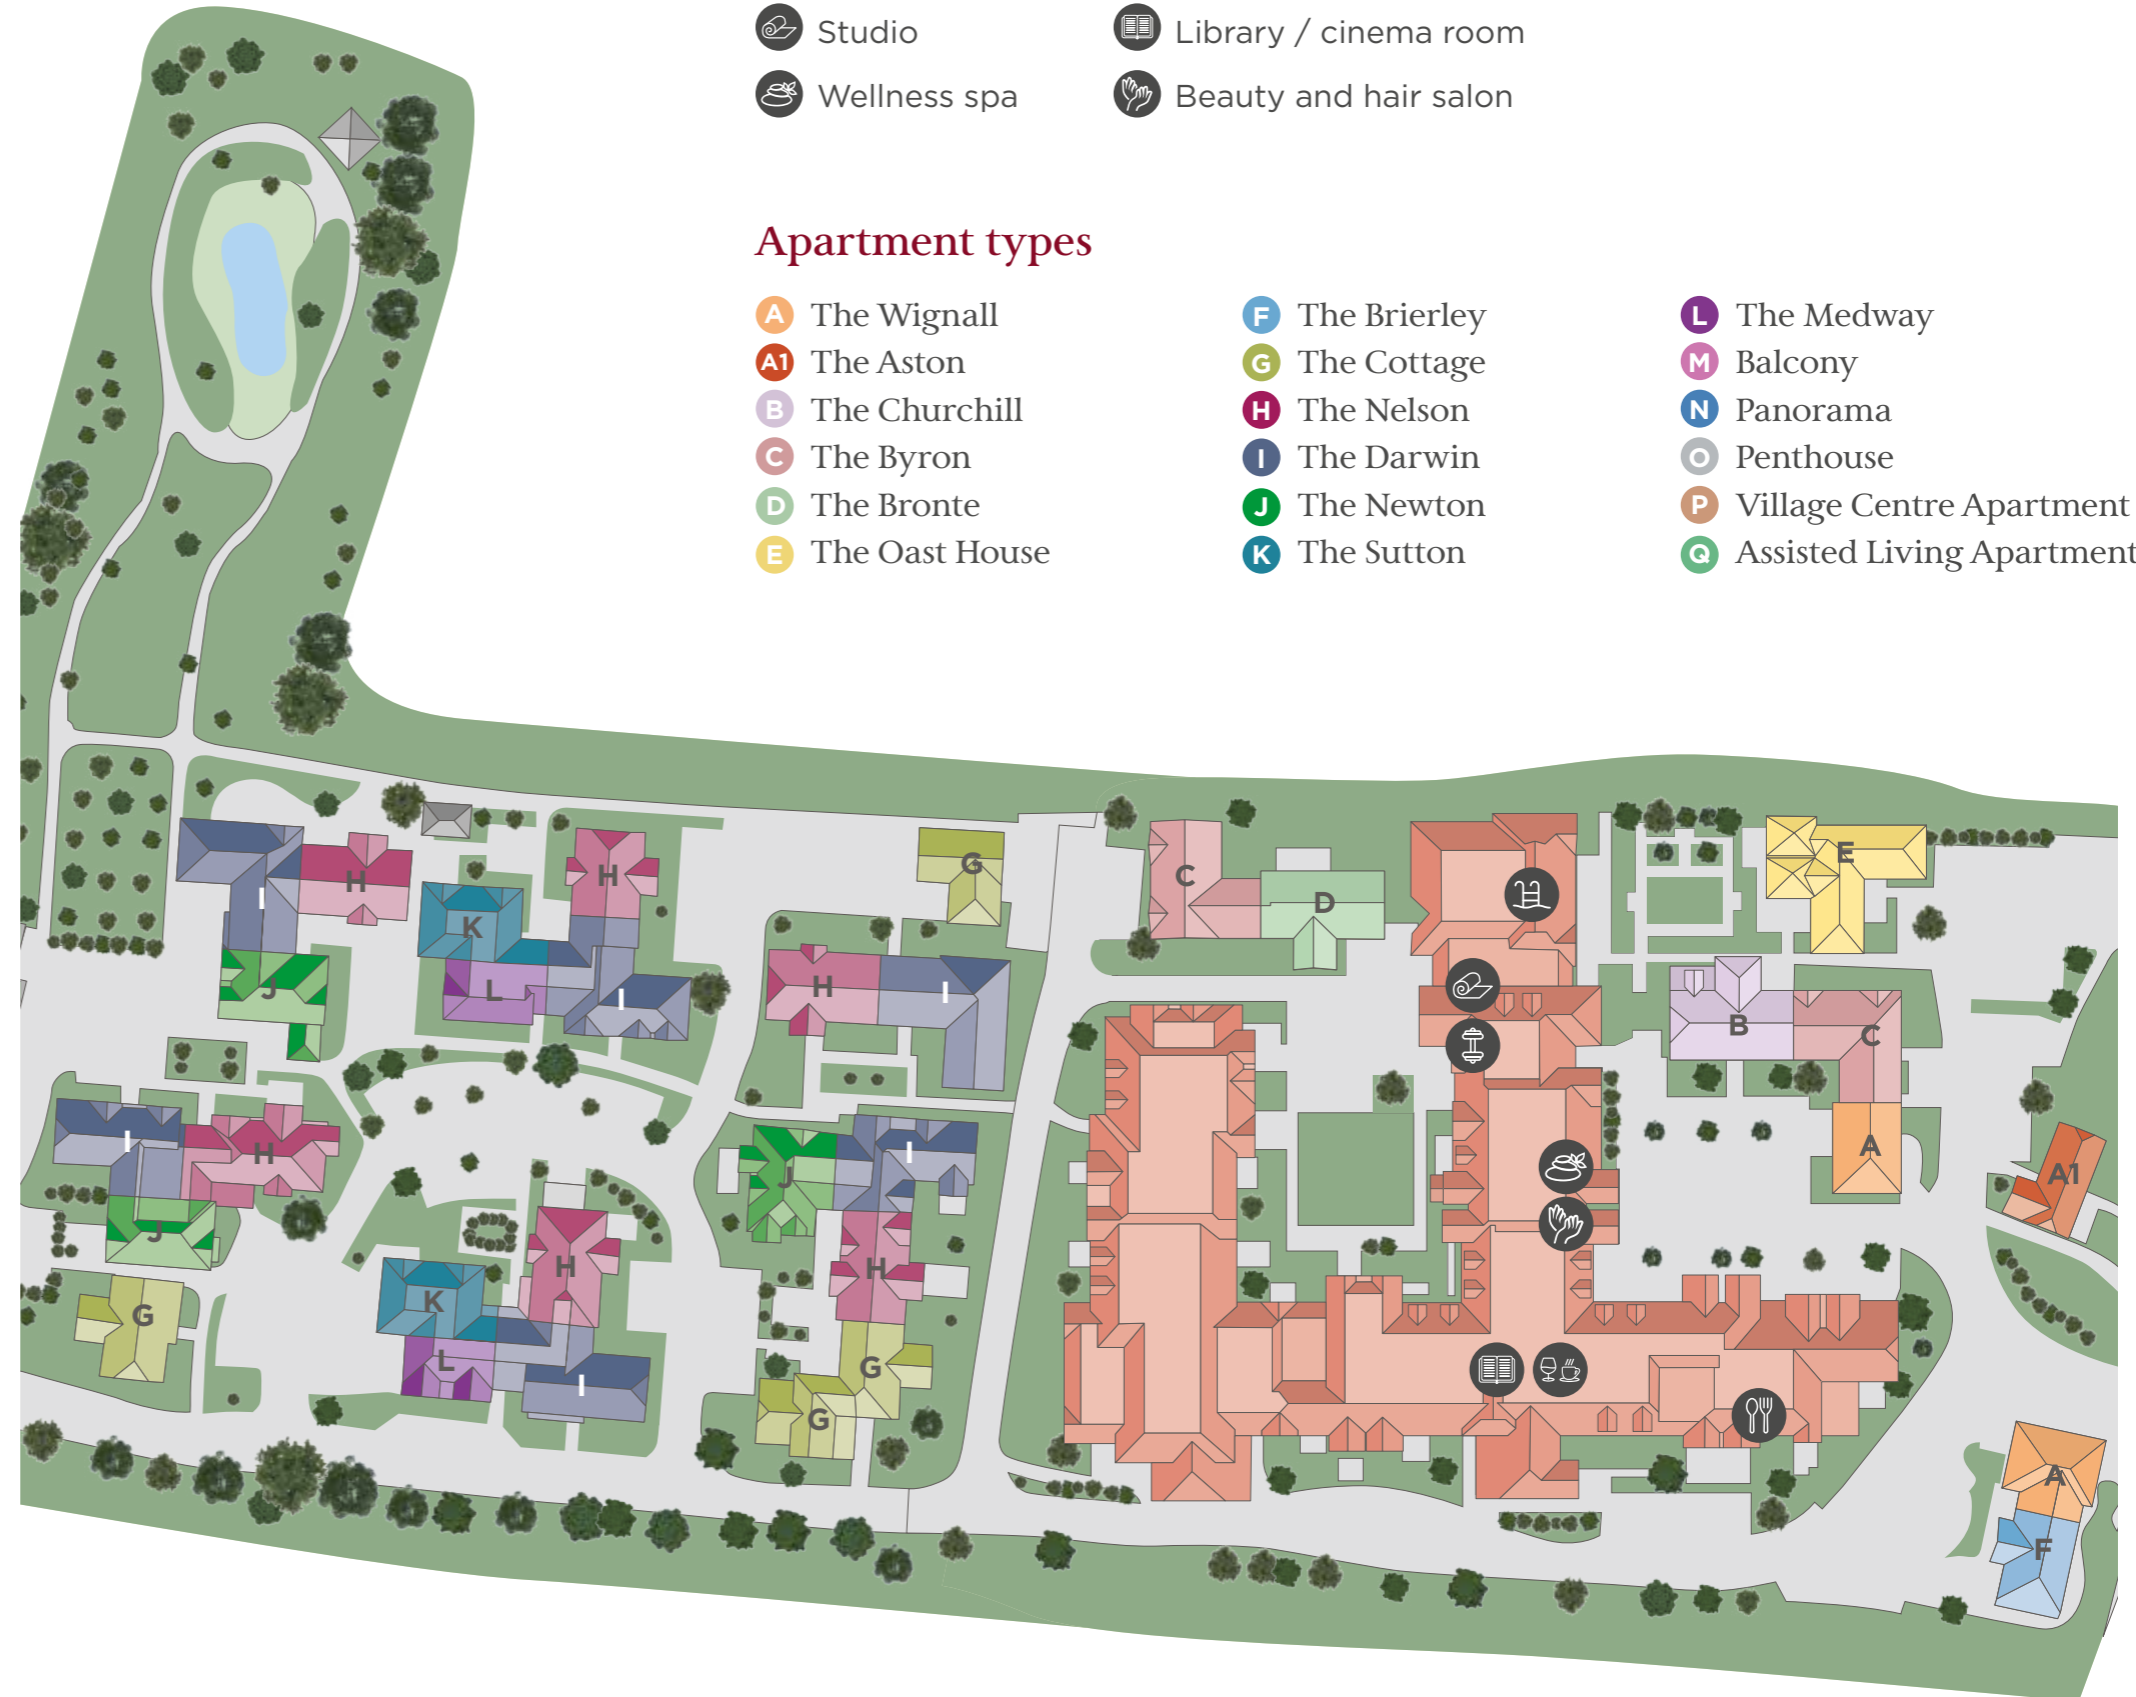 Studio
Library / cinema room
Wellness spa
Beauty and hair salon
Apartment types
A The Wignall
A1 The Aston
B The Churchill
C The Byron
D The Bronte
E The Oast House
F The Brierley
G The Cottage
H The Nelson
I The Darwin
J The Newton
K The Sutton
L The Medway
M Balcony
N Panorama
O Penthouse
P Village Centre Apartment
Q Assisted Living Apartment
I
H
K
L
J
H
I
G
H
I
C
D
E
B
C
A
A1
I
H
J
G
K
L
H
I
J
I
H
G
G
A
F